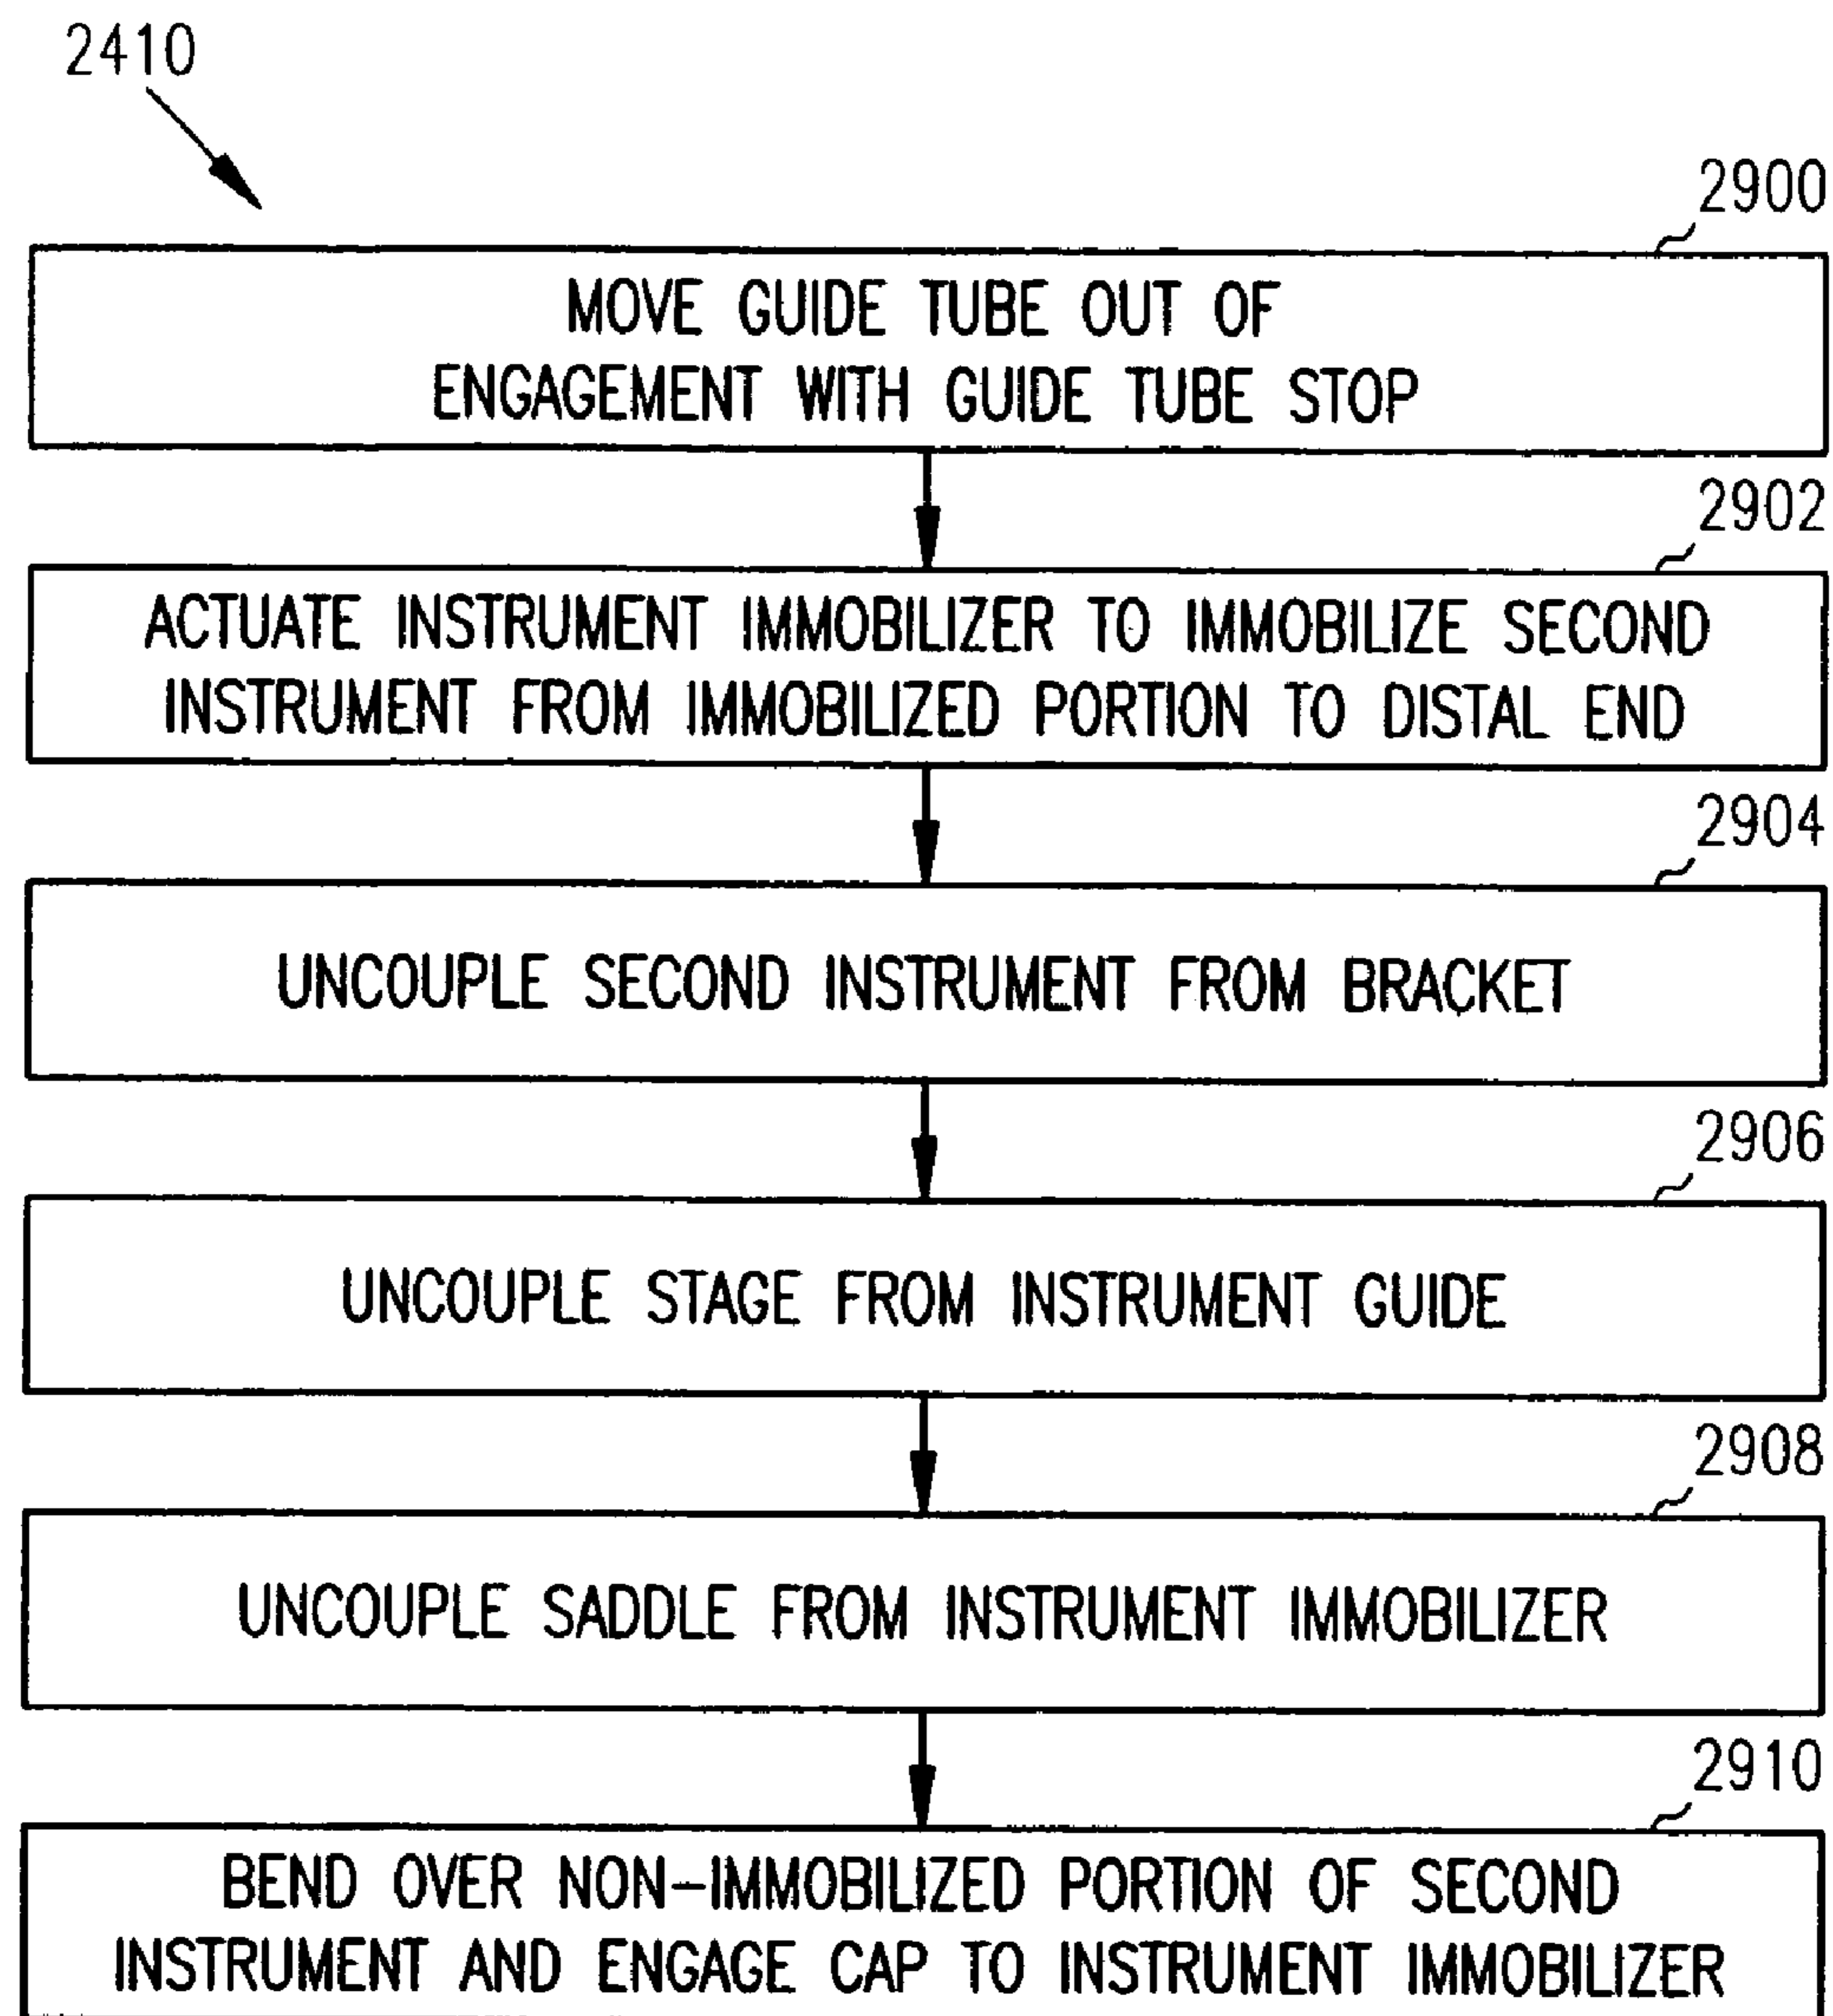 2410
2900
MOVE GUIDE TUBE OUT OF
ENGAGEMENT WITH GUIDE TUBE STOP
2902
ACTUATE INSTRUMENT IMMOBILIZER TO IMMOBILIZE SECOND
INSTRUMENT FROM IMMOBILIZED PORTION TO DISTAL END
2904
UNCOUPLE SECOND INSTRUMENT FROM BRACKET
2906
UNCOUPLE STAGE FROM INSTRUMENT GUIDE
2908
UNCOUPLE SADDLE FROM INSTRUMENT IMMOBILIZER
2910
BEND OVER NON-IMMOBILIZED PORTION OF SECOND
INSTRUMENT AND ENGAGE CAP TO INSTRUMENT IMMOBILIZER